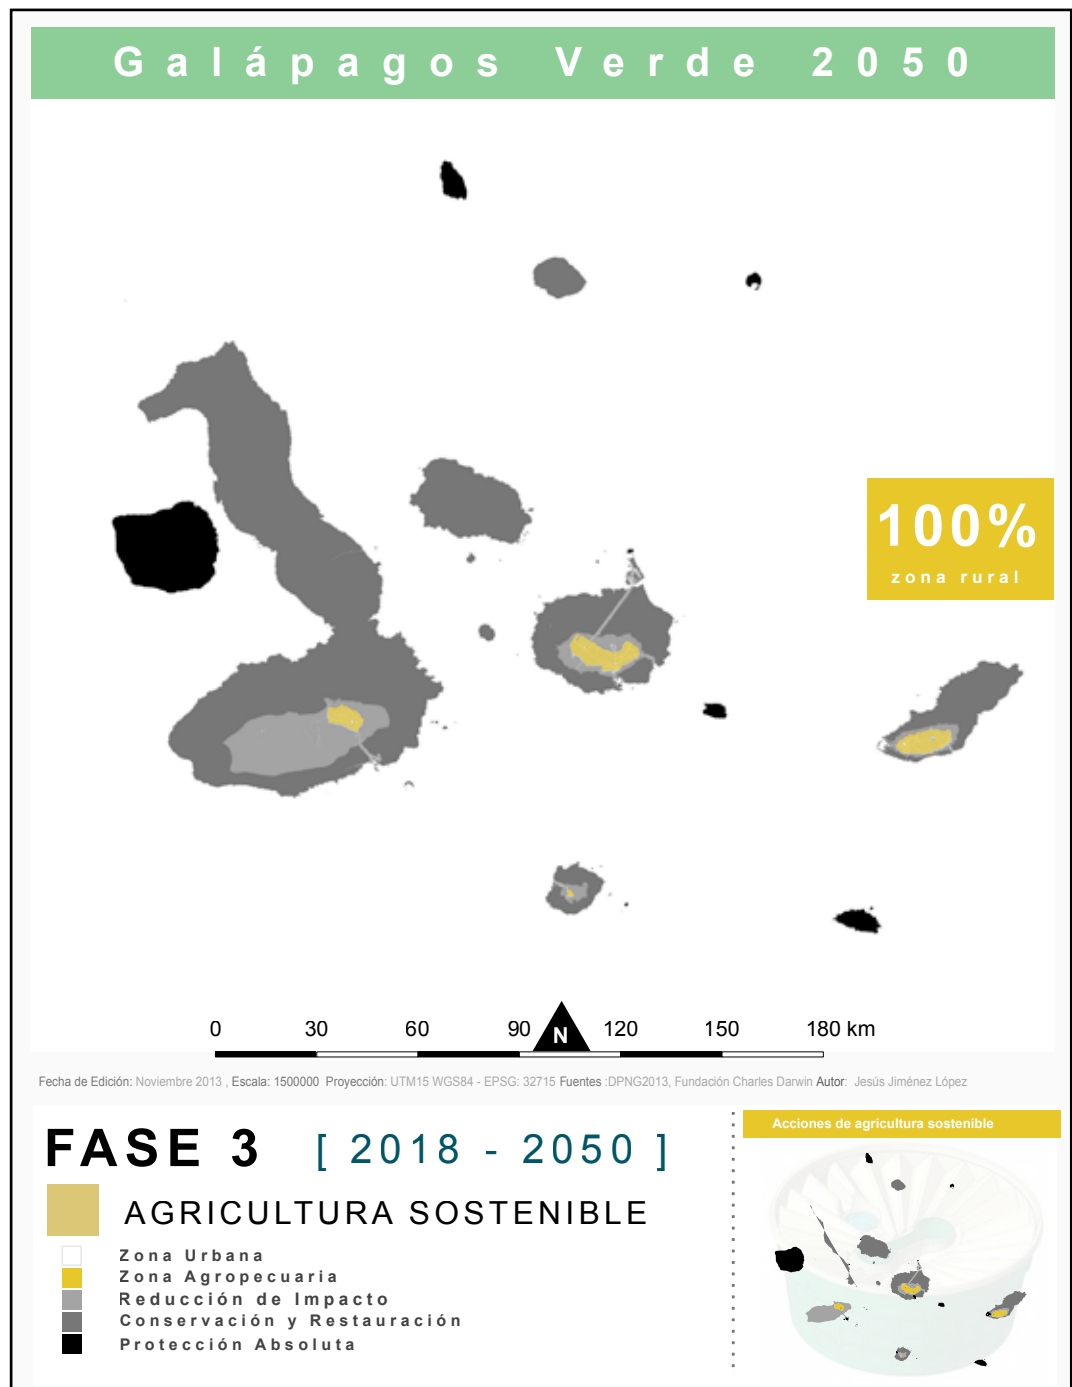 Galápagos Verde 2050
100%
zona rural
0 30 60 90 N 120 150 180 km
Fecha de Edición: Noviembre 2013 , Escala: 1500000 Proyección: UTM15 WGS84 - EPSG: 32715 Fuentes :DPNG2013, Fundación Charles Darwin Autor: Jesús Jiménez López
FASE 3 [ 2018 - 2050 ]
AGRICULTURA SOSTENIBLE
Zona Urbana
Zona Agropecuaria
Reducción de Impacto
Conservación y Restauración
Protección Absoluta
Acciones de agricultura sostenible